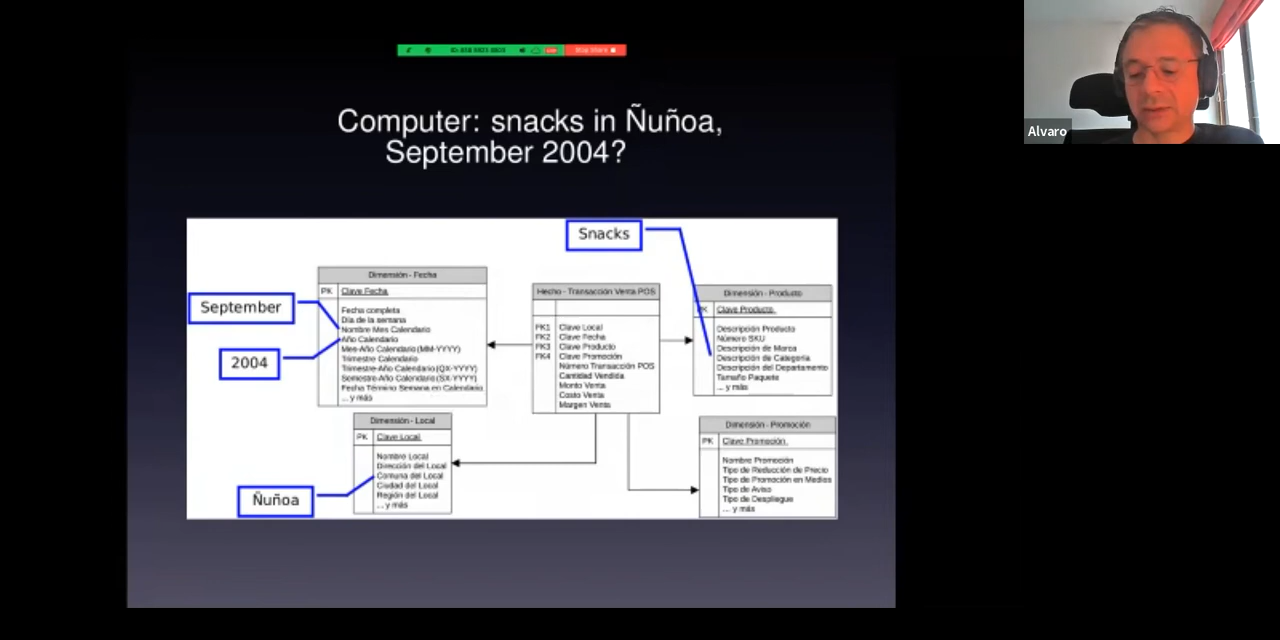 Stop Share
Alvaro
Computer: snacks in Ñuñoa,
September 2004?
Snacks
September
2004
Ñuñoa
Dimensión - Fecha
PK Clave Fecha
Fecha completa
Día de la semana
Nombre Mes Calendario
Año Calendario
Mes-Año Calendario (MM-YYYY)
Trimestre Calendario
Trimestre-Año Calendario (QX-YYYY)
Semestre-Año Calendario (SX-YYYY)
Fecha Término Semana en Calendario
... y más
Hecho - Transacción Venta POS
FK1 Clave Local
FK2 Clave Fecha
FK3 Clave Producto
FK4 Clave Promoción
Número Transacción POS
Cantidad Vendida
Monto Venta
Costo Venta
Margen Venta
Dimensión - Producto
PK Clave Producto
Descripción Producto
Número SKU
Descripción de Marca
Descripción de Categoría
Descripción del Departamento
Tamaño Paquete
... y más
Dimensión - Local
PK Clave Local
Nombre Local
Dirección del Local
Comuna del Local
Ciudad del Local
Región del Local
... y más
Dimensión - Promoción
PK Clave Promoción
Nombre Promoción
Tipo de Reducción de Precio
Tipo de Promoción en Medios
Tipo de Aviso
Tipo de Despliegue
... y más